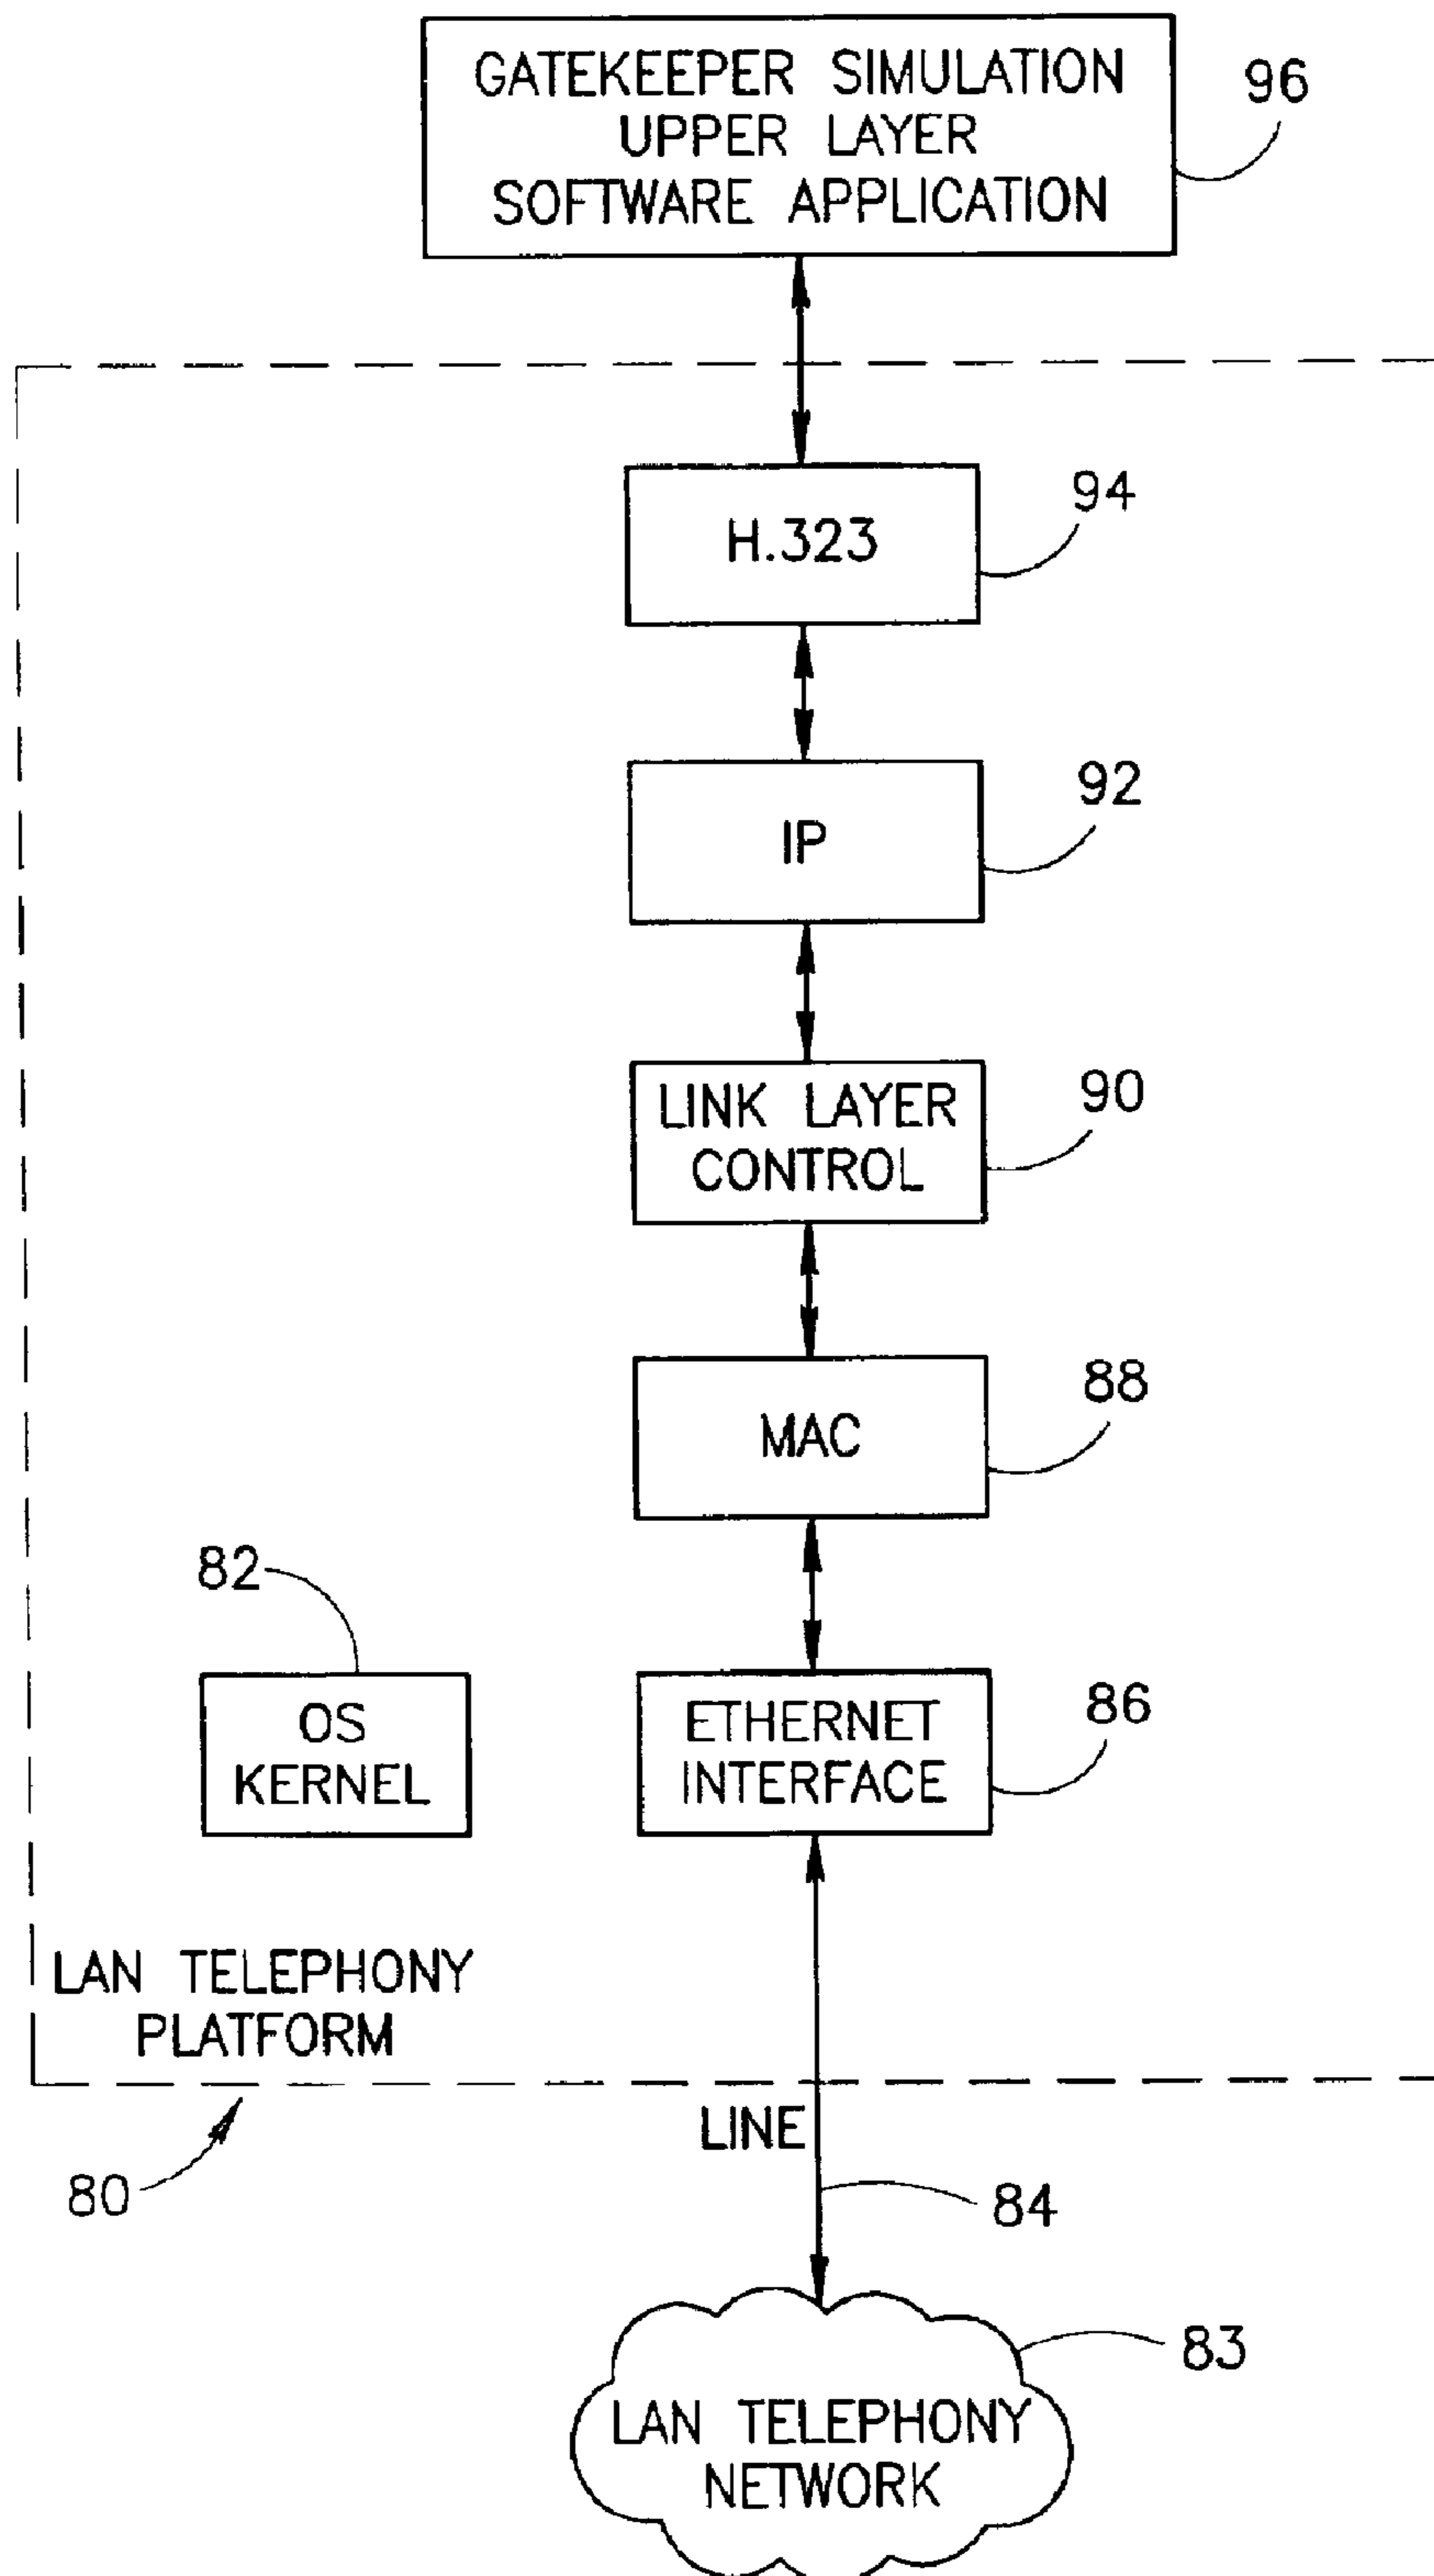 GATEKEEPER SIMULATION
UPPER LAYER
SOFTWARE APPLICATION
96
H.323
94
IP
92
LINK LAYER
CONTROL
90
MAC
88
82
OS
KERNEL
ETHERNET
INTERFACE
86
LAN TELEPHONY
PLATFORM
80
LINE
84
83
LAN TELEPHONY
NETWORK